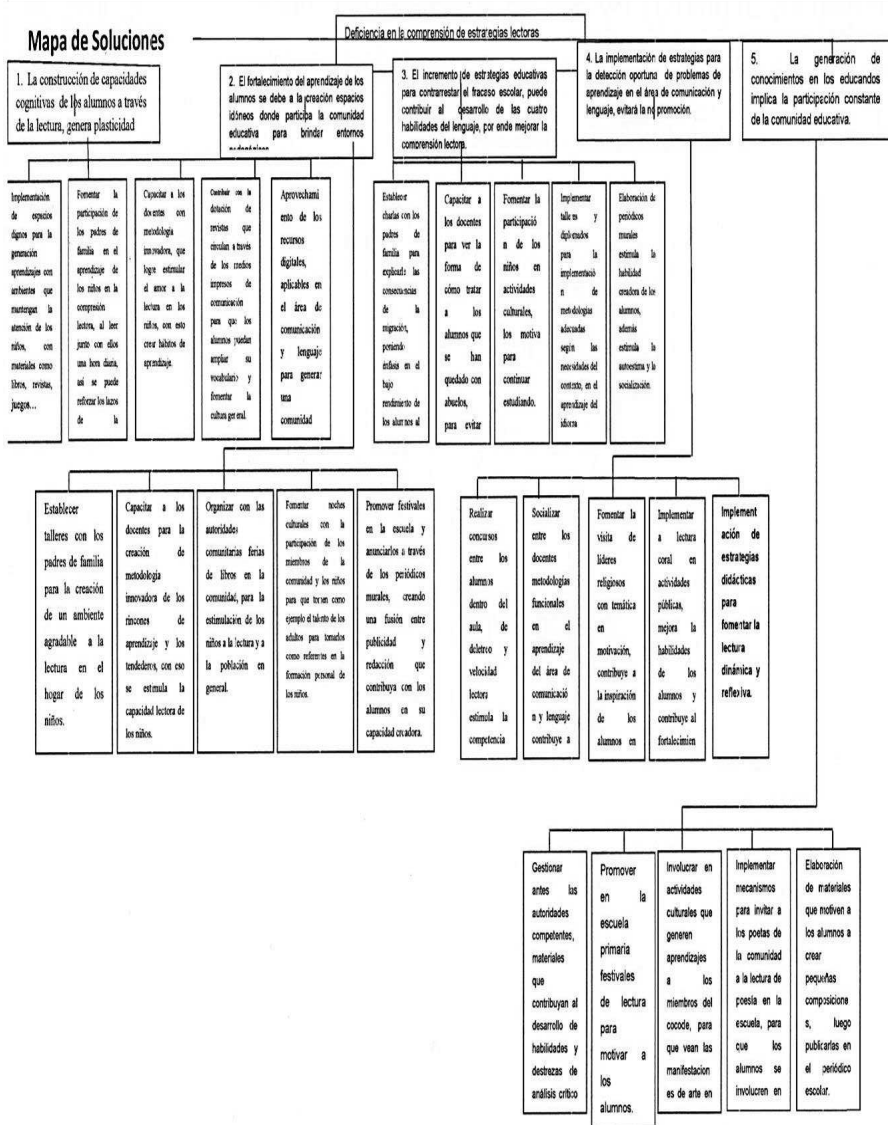 Mapa de Soluciones
Deficiencia en la comprensión de estrategias lectoras
1. La construcción de capacidades
cognitivas de los alumnos a través
de la lectura, genera plasticidad
2. El fortalecimiento del aprendizaje de los
alumnos se debe a la creación espacios
idóneos donde participa la comunidad
educativa para brindar entornos
3. El incremento de estrategias educativas
para contrarrestar el fracaso escolar, puede
contribuir al desarrollo de las cuatro
habilidades del lenguaje, por ende mejorar la
comprensión lectora.
4. La implementación de estrategias para
la detección oportuna de problemas de
aprendizaje en el área de comunicación y
lenguaje, evitará la no promoción.
5. La generación de
conocimientos en los educandos
implica la participación constante
de la comunidad educativa.
Implementación
de espacios
dignos para la
generación
aprendizajes con
ambientes que
mantengan la
atención de los
niños, con
materiales como
libros, revistas,
juegos...
Fomentar la
participación de
los padres de
familia en el
aprendizaje de
los niños en la
compresión
lectora, al leer
junto con ellos
una hora diaria,
así se puede
reforzar los lazos
de la
Capacitar a los
docentes con
metodología
innovadora, que
logre estimular
el amor a la
lectura en los
niños, con esto
crear hábitos de
aprendizaje.
Contribuir con la
dotación de
revistas que
circulan a través
de los medios
impresos de
comunicación
para que los
alumnos puedan
ampliar su
vocabulario y
fomentar la
cultura general.
Aprovechami
ento de los
recursos
digitales,
aplicables en
el área de
comunicación
y lenguaje
para generar
una
comunidad
Establecer
charlas con los
padres de
familia para
explicarle las
consecuencias
de la
migración,
poniendo
énfasis en el
bajo
rendimiento de
los alumnos al
Capacitar a
los docentes
para ver la
forma de
cómo tratar
a los
alumnos que
se han
quedado con
abuelos,
para evitar
Fomentar la
participació
n de los
niños en
actividades
culturales,
los motiva
para
continuar
estudiando.
Implementar
talleres y
diplomados
para la
implementació
n de
metodologías
adecuadas
según las
necesidades del
contexto, en el
aprendizaje del
idioma
Elaboración de
periódicos
murales
estimula la
habilidad
creadora de los
alumnos,
además
estimula la
autoestima y la
socialización.
Establecer
talleres con los
padres de familia
para la creación
de un ambiente
agradable a la
lectura en el
hogar de los
niños.
Capacitar a los
docentes para la
creación de
metodología
innovadora de los
rincones de
aprendizaje y los
tendederos, con eso
se estimula la
capacidad lectora de
los niños.
Organizar con las
autoridades
comunitarias ferias
de libros en la
comunidad, para la
estimulación de los
niños a la lectura y a
la población en
general.
Fomentar noches
culturales con la
participación de los
miembros de la
comunidad y los niños
para que tomen como
ejemplo el talento de los
adultos para tomarlos
como referentes en la
formación personal de
los niños.
Promover festivales
en la escuela y
anunciarlos a través
de los periódicos
murales, creando
una fusión entre
publicidad y
redacción que
contribuya con los
alumnos en su
capacidad creadora.
Realizar
concursos
entre los
alumnos
dentro del
aula, de
deletreo y
velocidad
lectora
estimula la
competencia
Socializar
entre los
docentes
metodologías
funcionales
en el
aprendizaje
del área de
comunicació
n y lenguaje
contribuye a
Fomentar la
visita de
líderes
religiosos
con temática
en
motivación,
contribuye a
la inspiración
de los
alumnos en
Implementar
a lectura
coral en
actividades
públicas,
mejora la
habilidades
de los
alumnos y
contribuye al
fortalecimien
Implement
ación de
estrategias
didácticas
para
fomentar la
lectura
dinámica y
reflexiva.
Gestionar
antes las
autoridades
competentes,
materiales
que
contribuyan al
desarrollo de
habilidades y
destrezas de
análisis crítico
Promover
en la
escuela
primaria
festivales
de lectura
para
motivar a
los
alumnos.
Involucrar en
actividades
culturales que
generen
aprendizajes
a los
miembros del
cocode, para
que vean las
manifestacion
es de arte en
Implementar
mecanismos
para invitar a
los poetas de
la comunidad
a la lectura de
poesía en la
escuela, para
que los
alumnos se
involucren en
Elaboración
de materiales
que motiven a
los alumnos a
crear
pequeñas
composicione
s, luego
publicarlas en
el periódico
escolar.